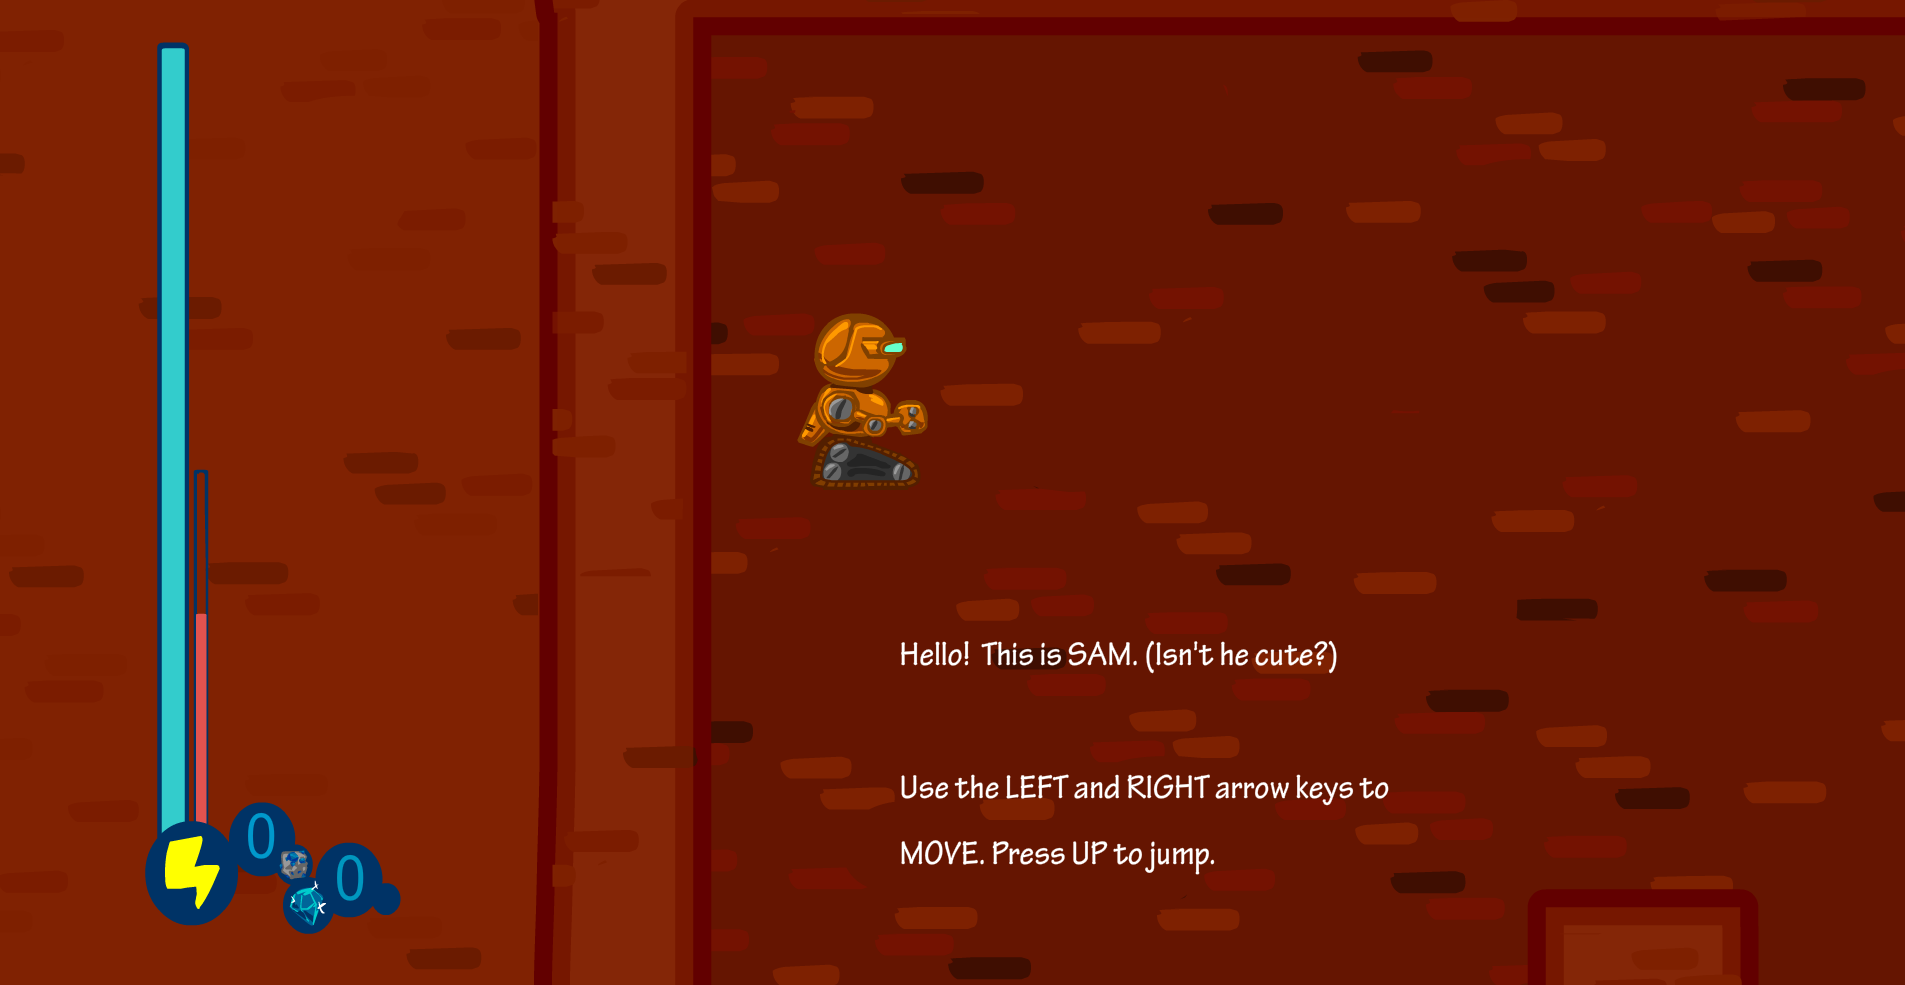 Hello!  This is SAM. (Isn't he cute?)
Use the LEFT and RIGHT arrow keys to
MOVE. Press UP to jump.
0
0